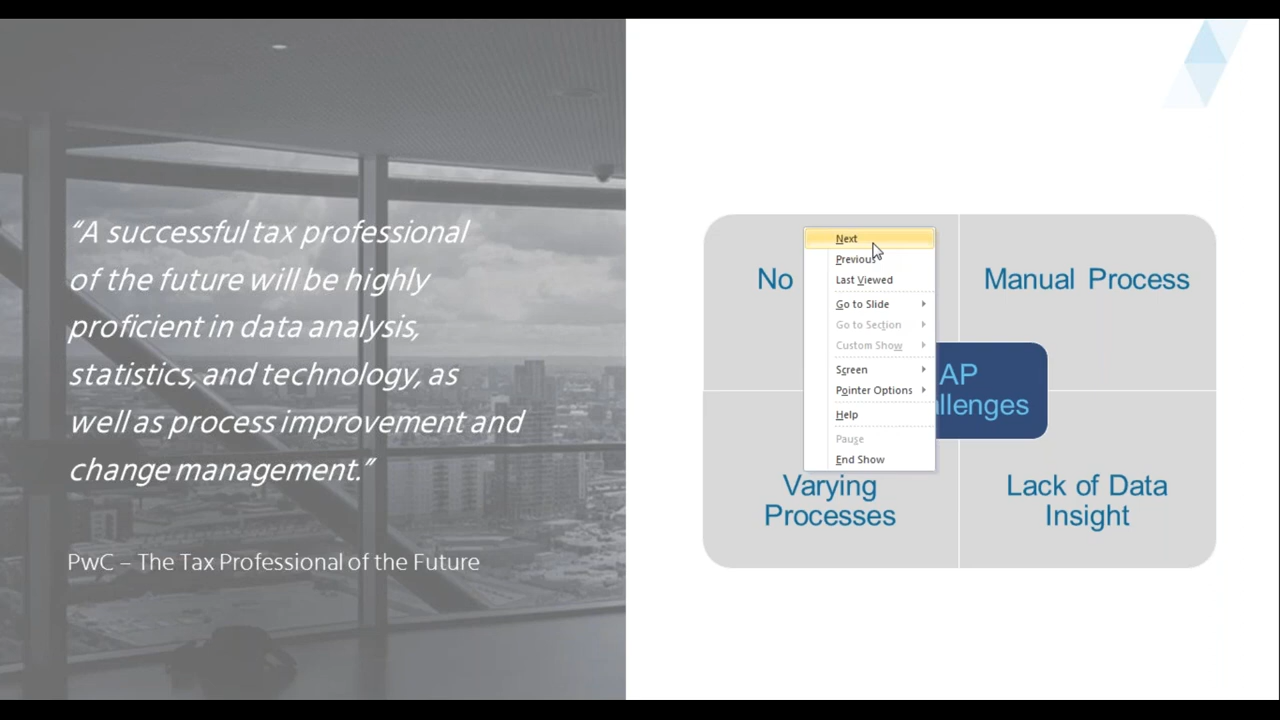 “A successful tax professional
of the future will be highly
proficient in data analysis,
statistics, and technology, as
well as process improvement and
change management.”
PwC – The Tax Professional of the Future
No
Manual Process
AP
Varying
Processes
Lack of Data
Insight
Next
Previous
Last Viewed
Go to Slide
Go to Section
Custom Show
Screen
Pointer Options
Help
Pause
End Show